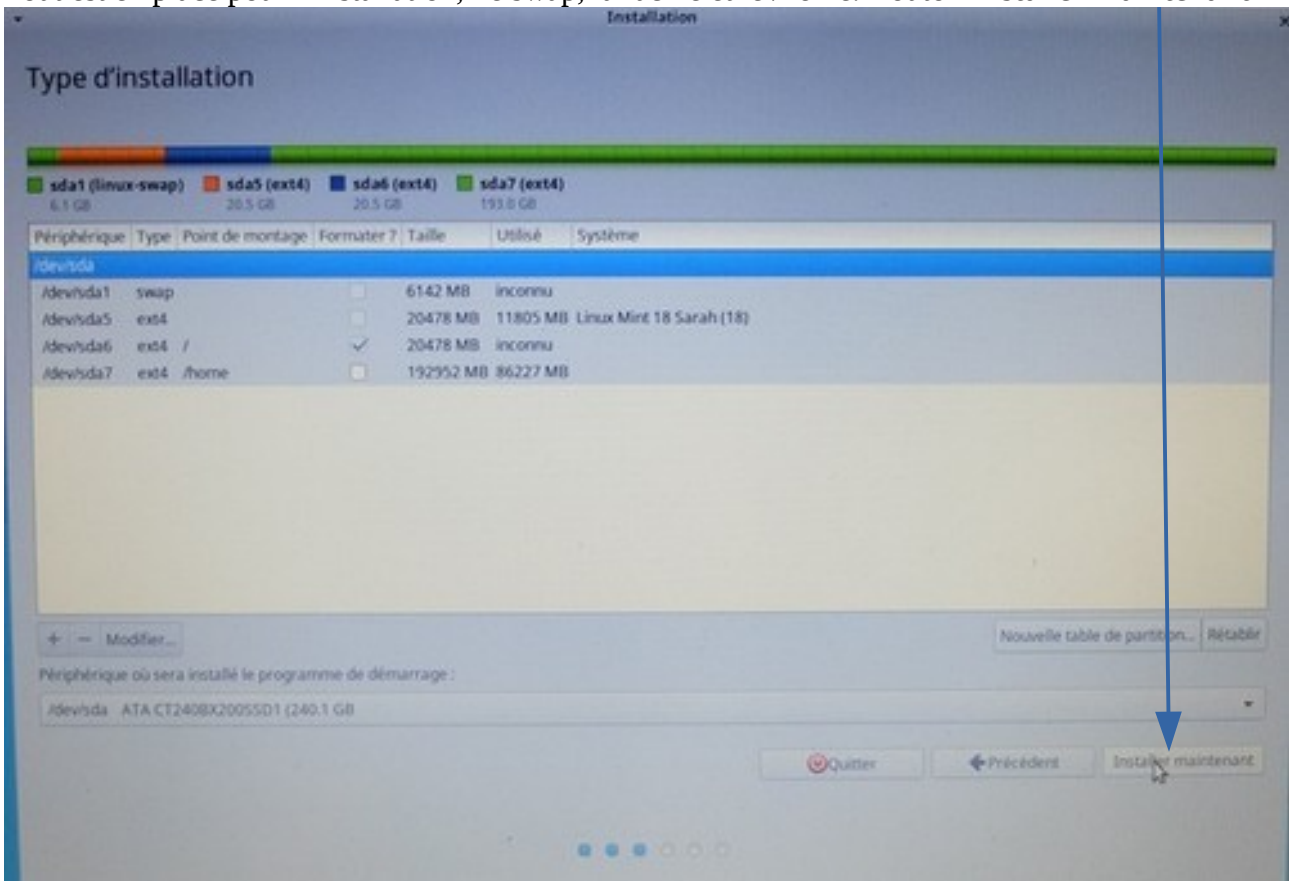 Installation
Type d'installation
sda1 (linux-swap) sda5 (ext4) sda6 (ext4) sda7 (ext4)
6.1 GB 20.5 GB 20.5 GB 193.0 GB
Périphérique Type Point de montage Formater ? Taille Utilisé Système
/dev/sda
/dev/sda1 swap 6142 MB inconnu
/dev/sda5 ext4 20478 MB 11805 MB Linux Mint 18 Sarah (18)
/dev/sda6 ext4 / 20478 MB inconnu
/dev/sda7 ext4 /home 192952 MB 86227 MB
+ - Modifier... Nouvelle table de partition... Rétablir
Périphérique où sera installé le programme de démarrage :
/dev/sda ATA CT240BX200SSD1 (240.1 GB
Quitter Précédent Installer maintenant